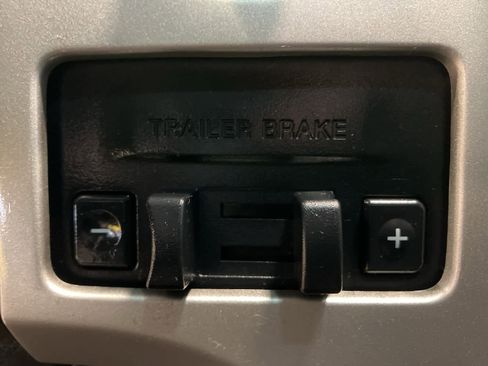 TRAILER BRAKE
- +